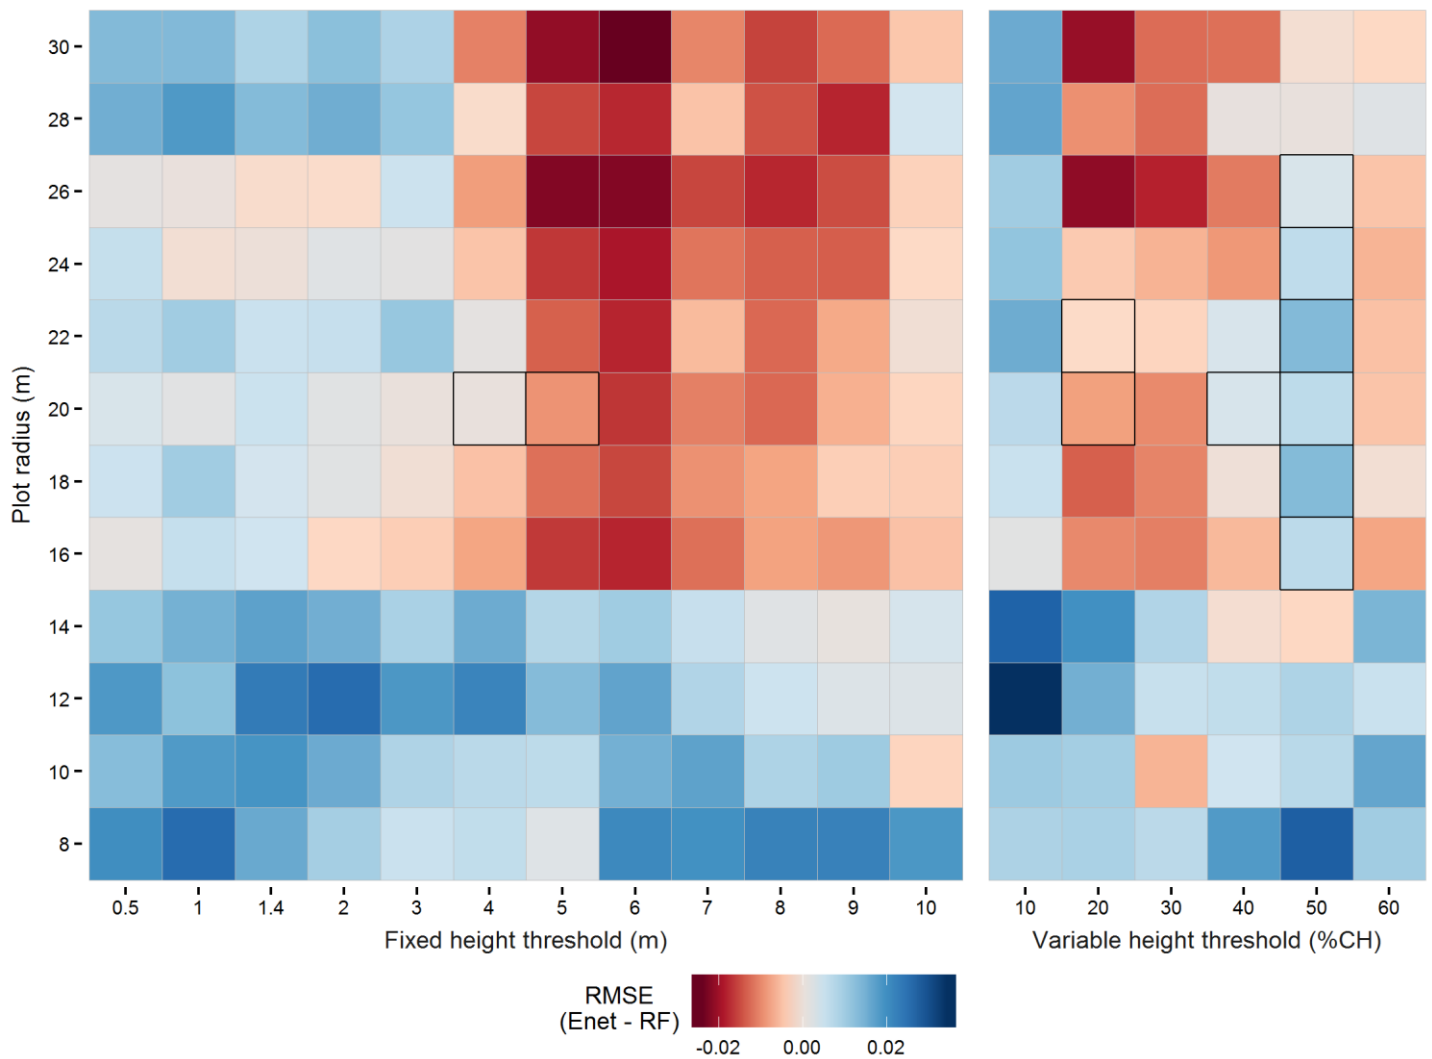 30
28
26
24
22
20
18
16
14
12
10
8
Plot radius (m)
0.5 1 1.4 2 3 4 5 6 7 8 9 10
10 20 30 40 50 60
Fixed height threshold (m)
Variable height threshold (%CH)
RMSE
(Enet - RF)
-0.02 0.00 0.02